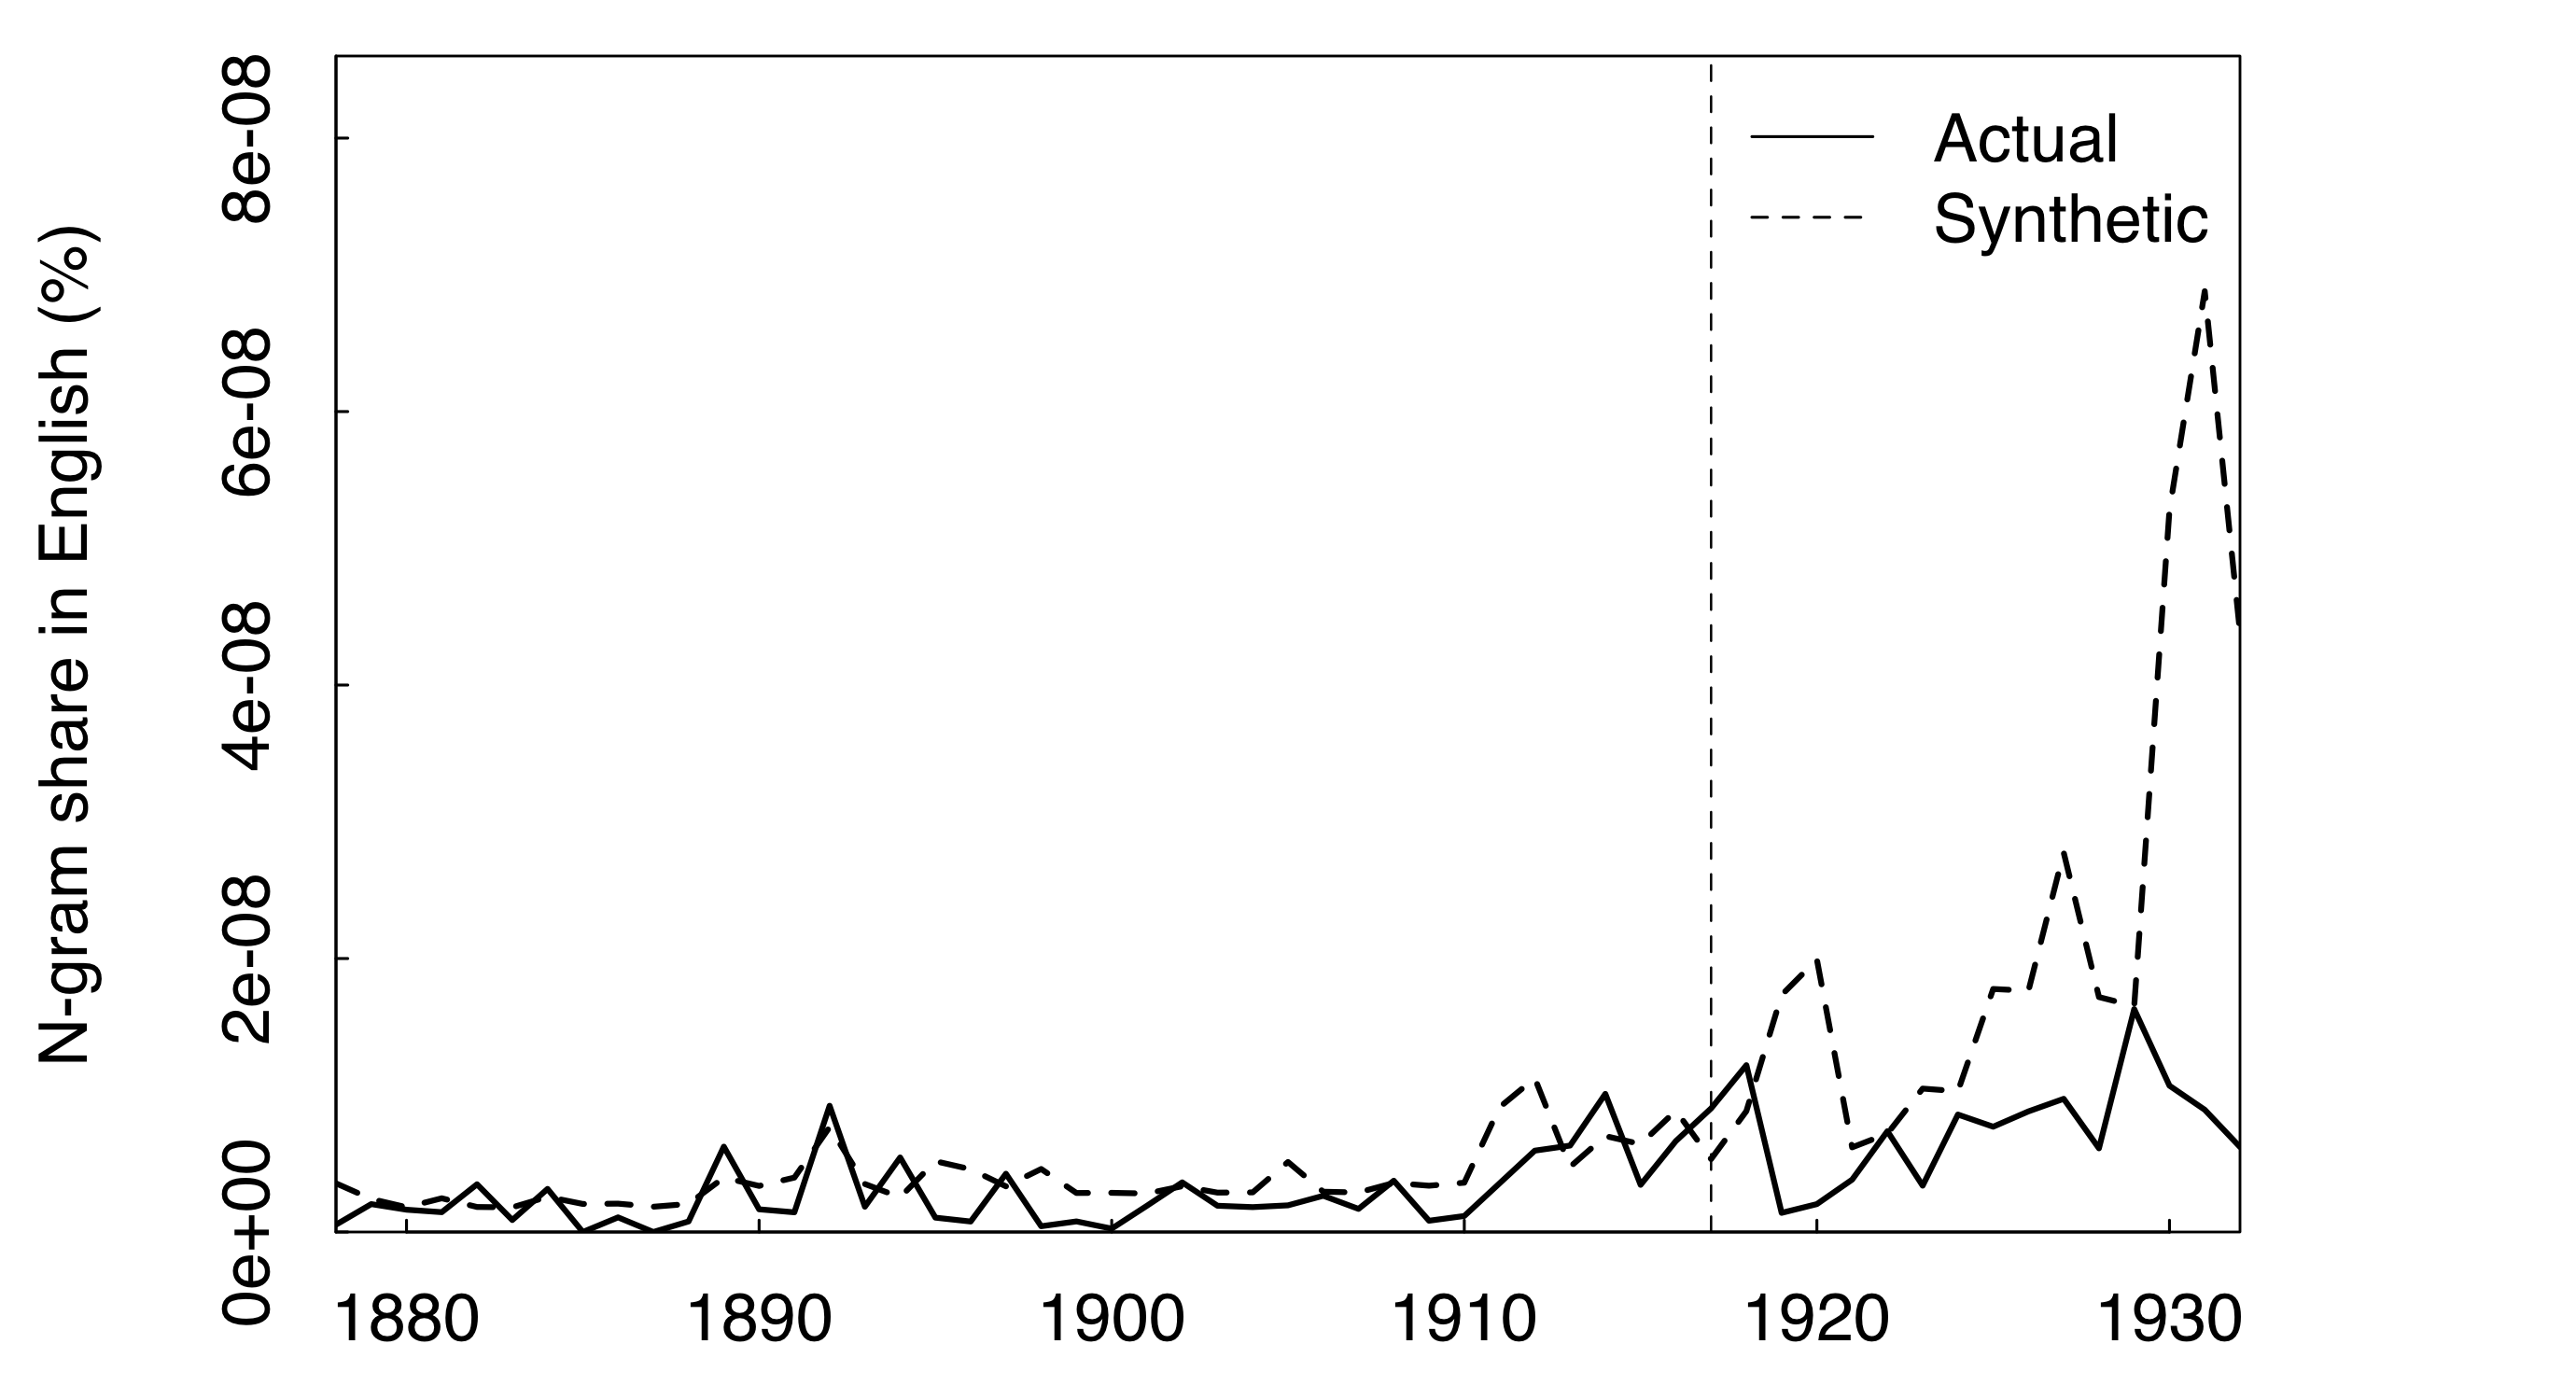 N-gram share in English (%)
8e-08
6e-08
4e-08
2e-08
0e+00
Actual
Synthetic
1880 1890 1900 1910 1920 1930